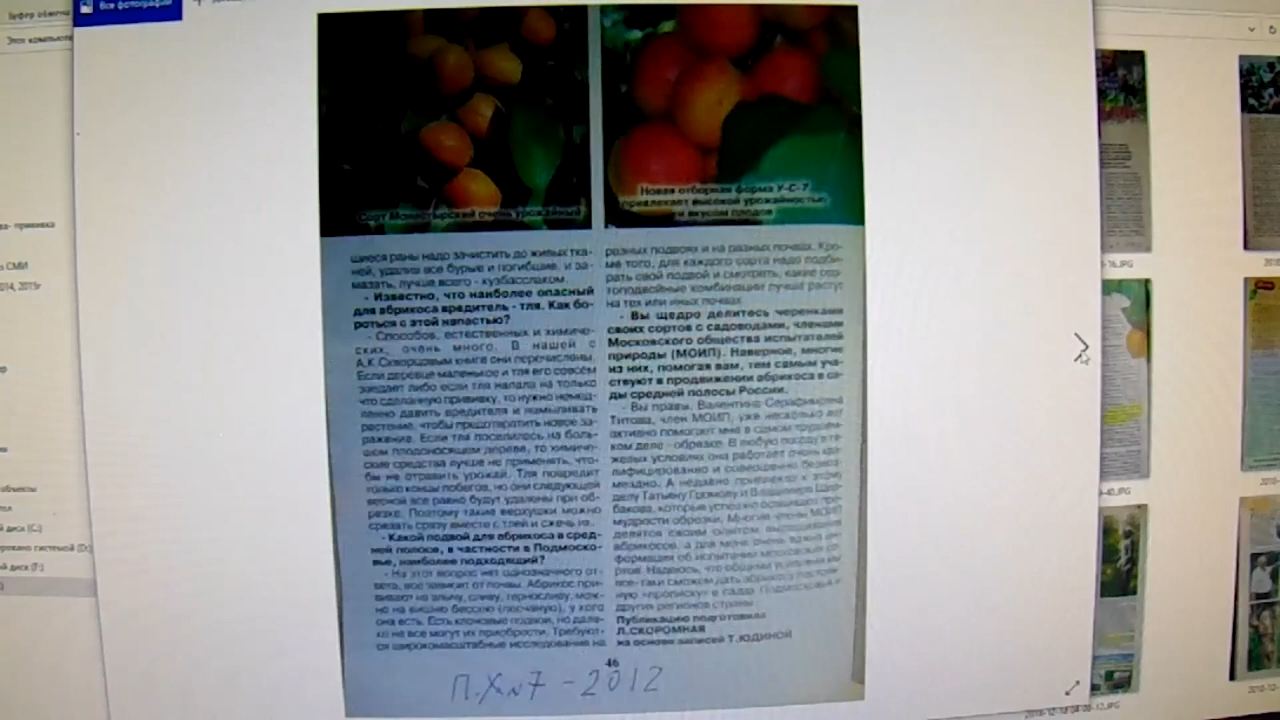 Все фотографии
Сорт Монастырский очень урожайный
Новая отборная форма У-С-7
привлекает высокой урожайностью
и вкусом плодов
шиеся раны надо зачистить до живых тка-
ней, удалив все бурые и погибшие, и за-
мазать, лучше всего - кузбасслаком.
- Известно, что наиболее опасный
для абрикоса вредитель - тля. Как бо-
роться с этой напастью?
- Способов, естественных и химиче-
ских, очень много. В нашей с
А.К.Скворцовым книге они перечислены.
Если деревце маленькое и тля его совсем
заедает либо если тля напала на только
что сделанную прививку, то нужно немед-
ленно давить вредителя и намыливать
растение, чтобы предотвратить новое за-
ражение. Если тля поселилась на боль-
шом плодоносящем дереве, то химиче-
ские средства лучше не применять, что-
бы не отравить урожай. Тля повредит
только концы побегов, но они следующей
весной все равно будут удалены при об-
резке. Поэтому такие верхушки можно
срезать сразу вместе с тлей и сжечь их.
- Какой подвой для абрикоса в сред-
ней полосе, в частности в Подмоско-
вье, наиболее подходящий?
- На этот вопрос нет однозначного от-
вета, все зависит от почвы. Абрикос при-
вивают на алычу, сливу, терносливу, мож-
но на вишню бессею (песчаную), у кого
она есть. Есть клоновые подвои, но дале-
ко не все могут их приобрести. Требуют-
ся широкомасштабные исследования на
разных подвоях и на разных почвах. Кро-
ме того, для каждого сорта надо подби-
рать свой подвой и смотреть, какие сор-
топодвойные комбинации лучше растут
на тех или иных почвах.
- Вы щедро делитесь черенками
своих сортов с садоводами, членами
Московского общества испытателей
природы (МОИП). Наверное, многие
из них, помогая вам, тем самым уча-
ствуют в продвижении абрикоса в са-
ды средней полосы России.
- Вы правы. Валентина Серафимовна
Титова, член МОИП, уже несколько лет
активно помогает мне в самом трудоем-
ком деле - обрезке. В любую погоду в тя-
желых условиях она работает очень ква-
лифицированно и совершенно безвоз-
мездно. А недавно привлекла к этому
делу Татьяну Громову и Владимира Щер-
бакова, которые успешно осваивают пре-
мудрости обрезки. Многие члены МОИП
делятся своим опытом выращивания
абрикосов, а для меня очень важна ин-
формация об испытании московских со-
ртов. Надеюсь, что общими усилиями мы
все-таки сможем дать абрикосу постоян-
ную «прописку» в садах Подмосковья и
других регионов страны.
Публикацию подготовила
Л.СКОРОМНАЯ
на основе записей Т.ЮДИНОЙ
46
П.Х.№7 - 2012